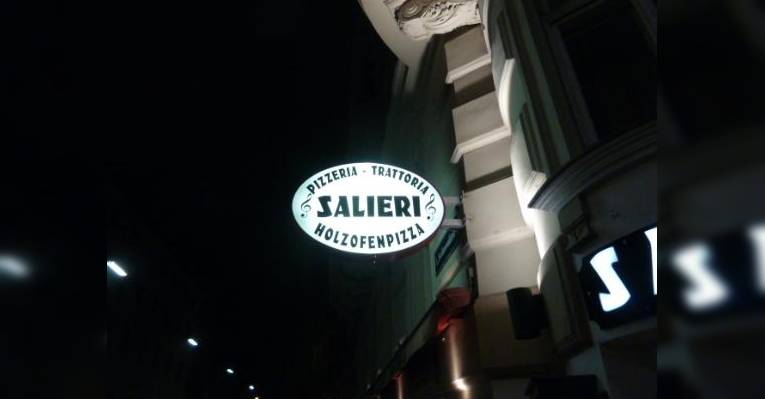 PIZZERIA - TRATTORIA
SALIERI
HOLZOFENPIZZA
S